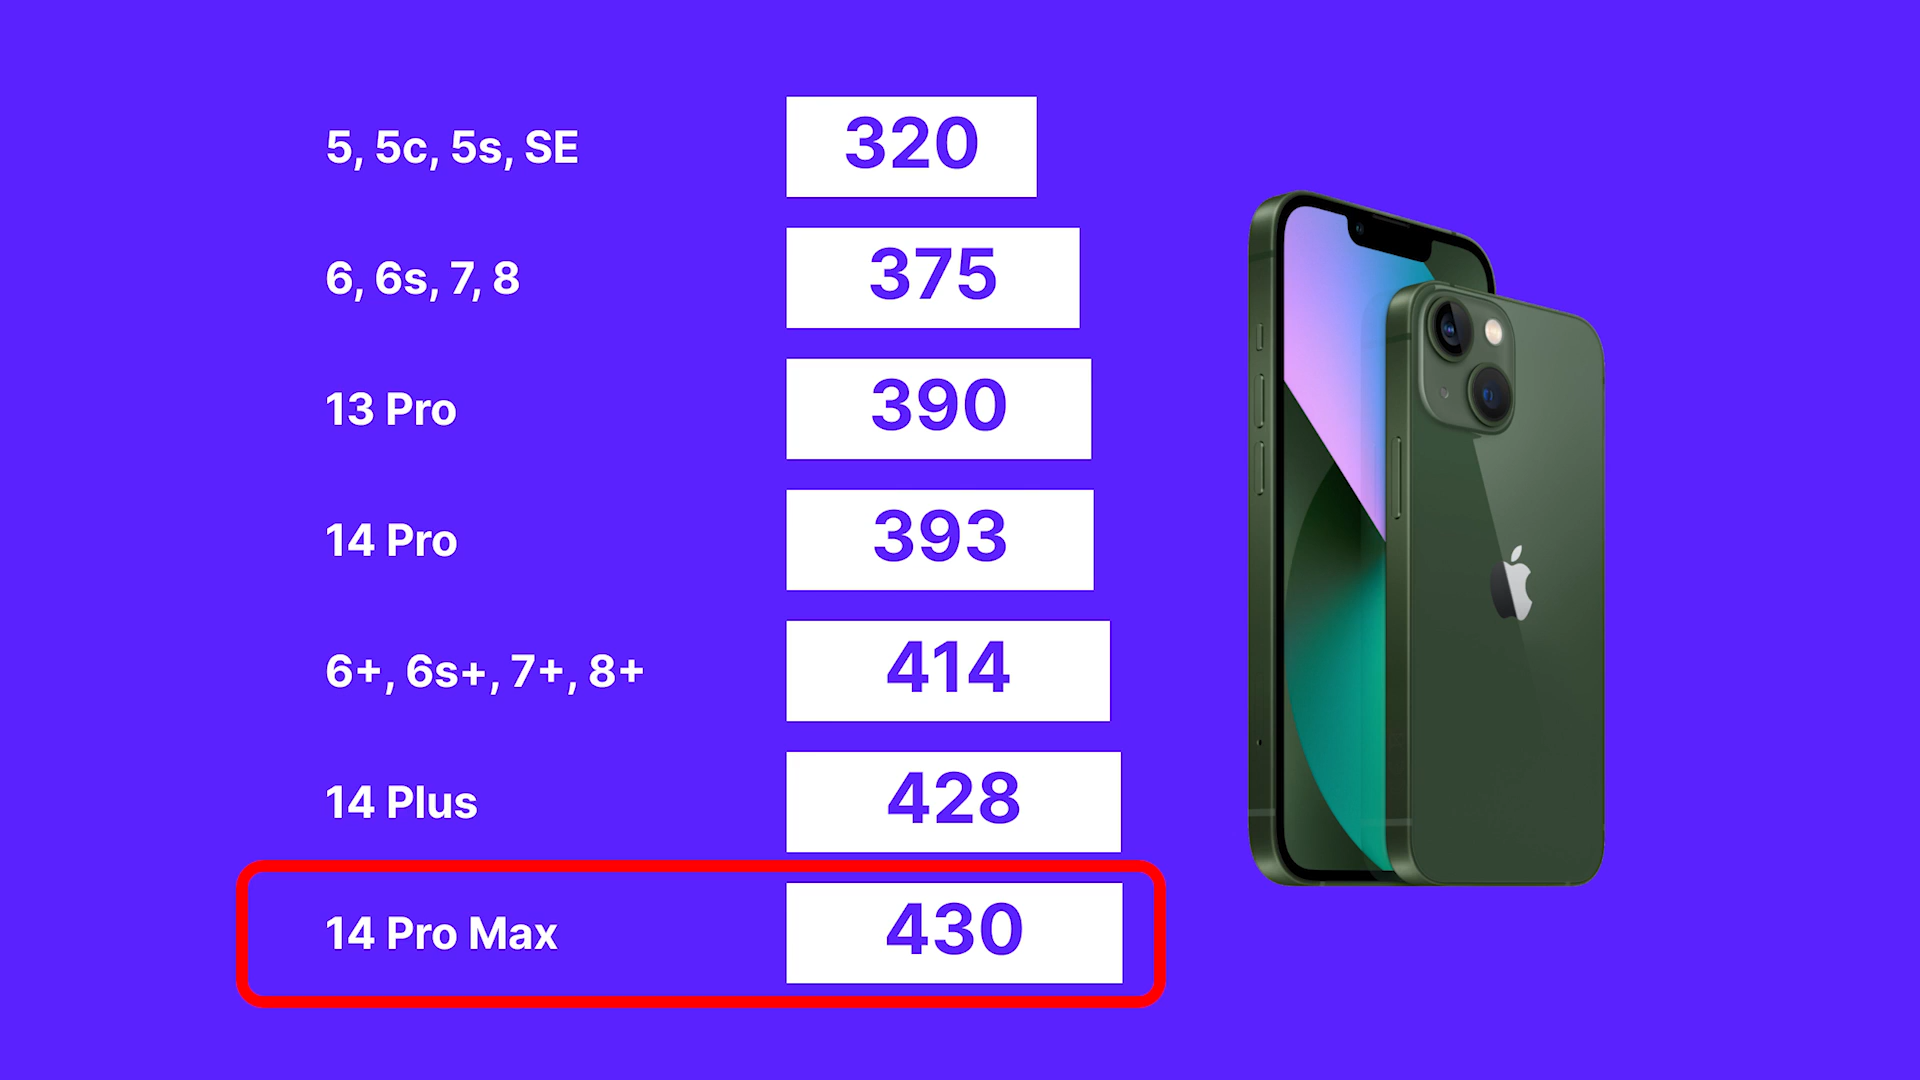 5, 5c, 5s, SE 320
6, 6s, 7, 8 375
13 Pro 390
14 Pro 393
6+, 6s+, 7+, 8+ 414
14 Plus 428
14 Pro Max 430